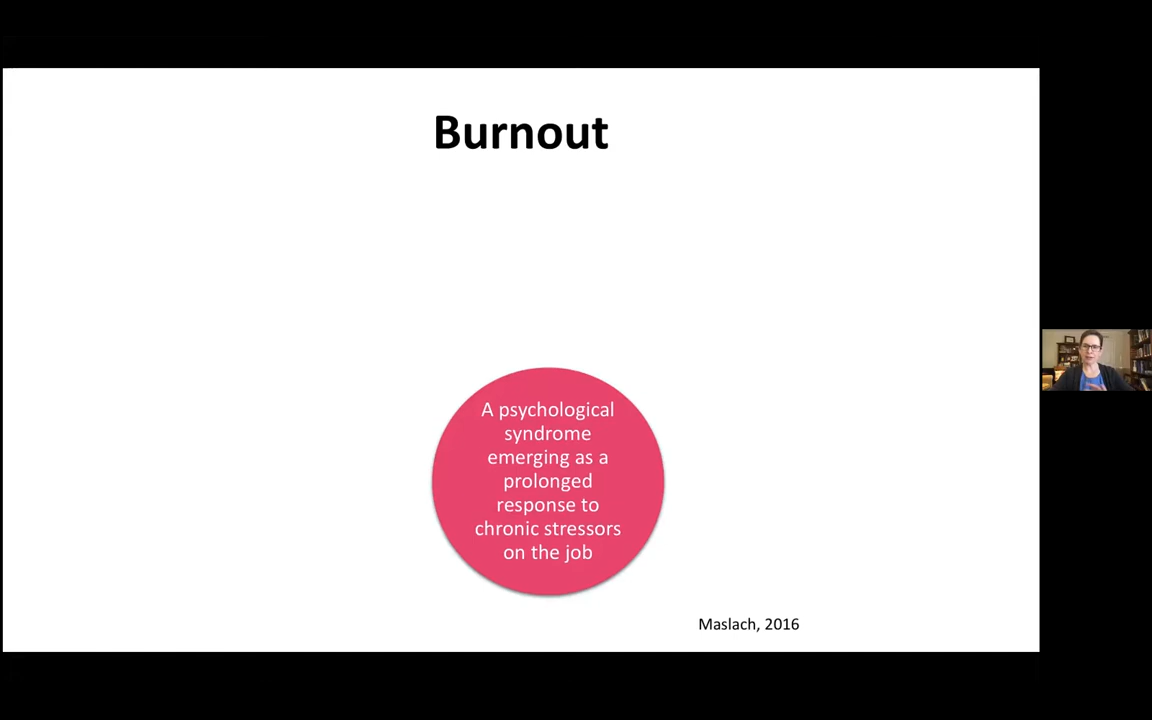 Burnout
A psychological
syndrome
emerging as a
prolonged
response to
chronic stressors
on the job
Maslach, 2016